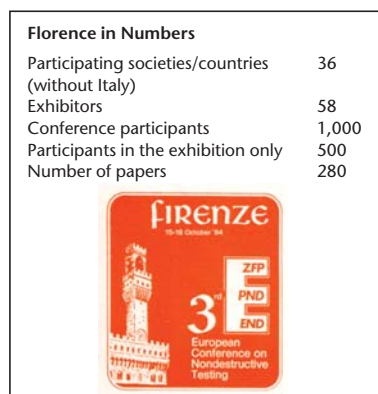 Florence in Numbers
Participating societies/countries 36
(without Italy)
Exhibitors 58
Conference participants 1,000
Participants in the exhibition only 500
Number of papers 280
FIRENZE
15-18 October '84
3rd
ZFP
PND
END
European
Conference on
Nondestructive
Testing